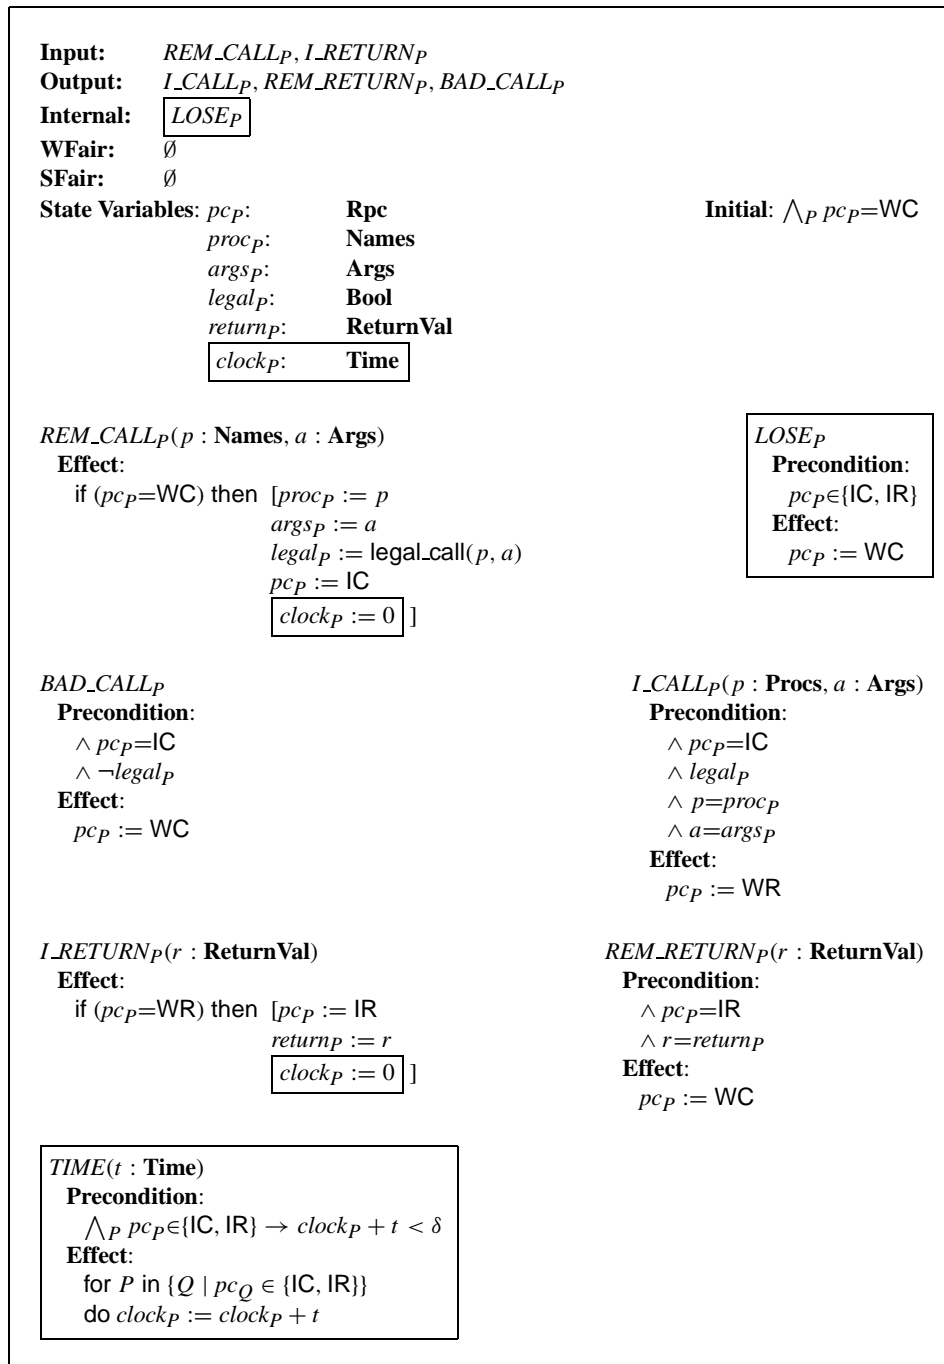 Input: REM_CALL_P, I_RETURN_P
Output: I_CALL_P, REM_RETURN_P, BAD_CALL_P
Internal: LOSE_P
WFair: ∅
SFair: ∅
State Variables: pc_P: Rpc Initial: ⋀_P pc_P=WC
proc_P: Names
args_P: Args
legal_P: Bool
return_P: ReturnVal
clock_P: Time
REM_CALL_P(p : Names, a : Args)
Effect:
if (pc_P=WC) then [proc_P := p
args_P := a
legal_P := legal_call(p, a)
pc_P := IC
clock_P := 0 ]
LOSE_P
Precondition:
pc_P∈{IC, IR}
Effect:
pc_P := WC
BAD_CALL_P
Precondition:
∧ pc_P=IC
∧ ¬legal_P
Effect:
pc_P := WC
I_CALL_P(p : Procs, a : Args)
Precondition:
∧ pc_P=IC
∧ legal_P
∧ p=proc_P
∧ a=args_P
Effect:
pc_P := WR
I_RETURN_P(r : ReturnVal)
Effect:
if (pc_P=WR) then [pc_P := IR
return_P := r
clock_P := 0 ]
REM_RETURN_P(r : ReturnVal)
Precondition:
∧ pc_P=IR
∧ r=return_P
Effect:
pc_P := WC
TIME(t : Time)
Precondition:
⋀_P pc_P∈{IC, IR} → clock_P + t < δ
Effect:
for P in {Q | pc_Q ∈ {IC, IR}}
do clock_P := clock_P + t